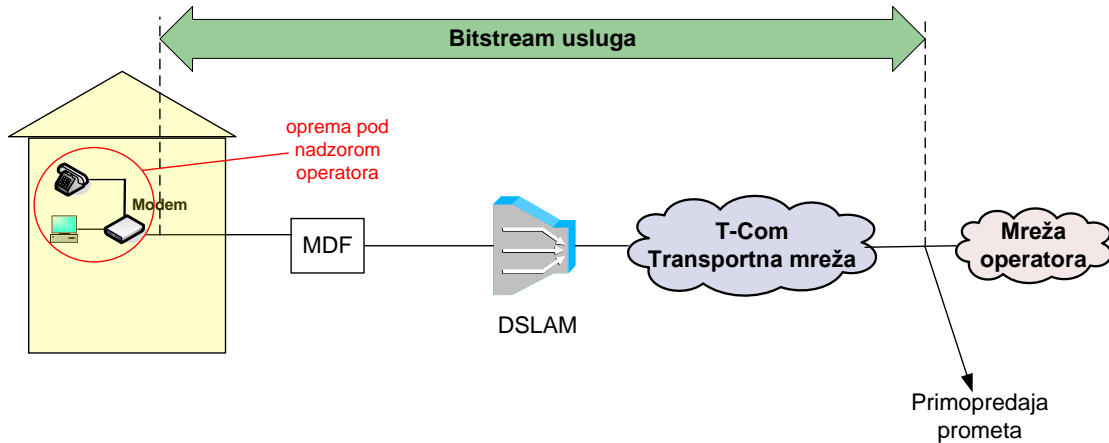 Bitstream usluga
oprema pod
nadzorom
operatora
Modem
MDF
DSLAM
T-Com
Transportna mreža
Mreža
operatora
Primopredaja
prometa